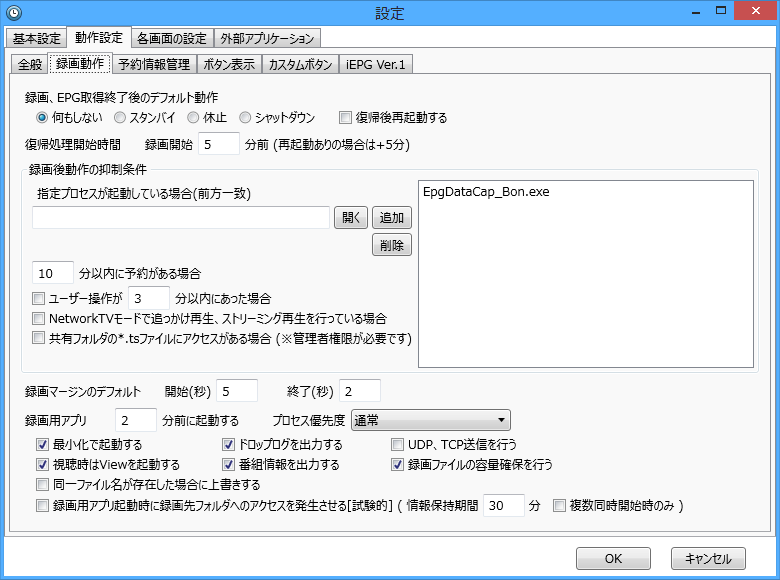 設定
基本設定 動作設定 各画面の設定 外部アプリケーション
全般 録画動作 予約情報管理 ボタン表示 カスタムボタン iEPG Ver.1
録画、EPG取得終了後のデフォルト動作
何もしない スタンバイ 休止 シャットダウン 復帰後再起動する
復帰処理開始時間 録画開始 5 分前 (再起動ありの場合は+5分)
録画後動作の抑制条件
指定プロセスが起動している場合(前方一致)
EpgDataCap_Bon.exe
開く 追加
削除
10 分以内に予約がある場合
ユーザー操作が 3 分以内にあった場合
NetworkTVモードで追っかけ再生、ストリーミング再生を行っている場合
共有フォルダの*.tsファイルにアクセスがある場合 (※管理者権限が必要です)
録画マージンのデフォルト 開始(秒) 5 終了(秒) 2
録画用アプリ 2 分前に起動する プロセス優先度 通常
最小化で起動する ドロップログを出力する UDP、TCP送信を行う
視聴時はViewを起動する 番組情報を出力する 録画ファイルの容量確保を行う
同一ファイル名が存在した場合に上書きする
録画用アプリ起動時に録画先フォルダへのアクセスを発生させる[試験的] ( 情報保持期間 30 分 複数同時開始時のみ )
OK キャンセル